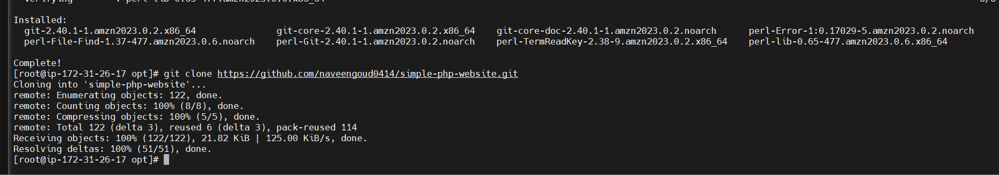 Installed:
  git-2.40.1-1.amzn2023.0.2.x86_64               git-core-2.40.1-1.amzn2023.0.2.x86_64    git-core-doc-2.40.1-1.amzn2023.0.2.noarch      perl-Error-1:0.17029-5.amzn2023.0.2.noarch
  perl-File-Find-1.37-477.amzn2023.0.6.noarch    perl-Git-2.40.1-1.amzn2023.0.2.noarch    perl-TermReadKey-2.38-9.amzn2023.0.2.x86_64    perl-lib-0.65-477.amzn2023.0.6.x86_64
Complete!
[root@ip-172-31-26-17 opt]# git clone https://github.com/naveengoud0414/simple-php-website.git
Cloning into 'simple-php-website'...
remote: Enumerating objects: 122, done.
remote: Counting objects: 100% (8/8), done.
remote: Compressing objects: 100% (5/5), done.
remote: Total 122 (delta 3), reused 6 (delta 3), pack-reused 114
Receiving objects: 100% (122/122), 21.82 KiB | 125.00 KiB/s, done.
Resolving deltas: 100% (51/51), done.
[root@ip-172-31-26-17 opt]#